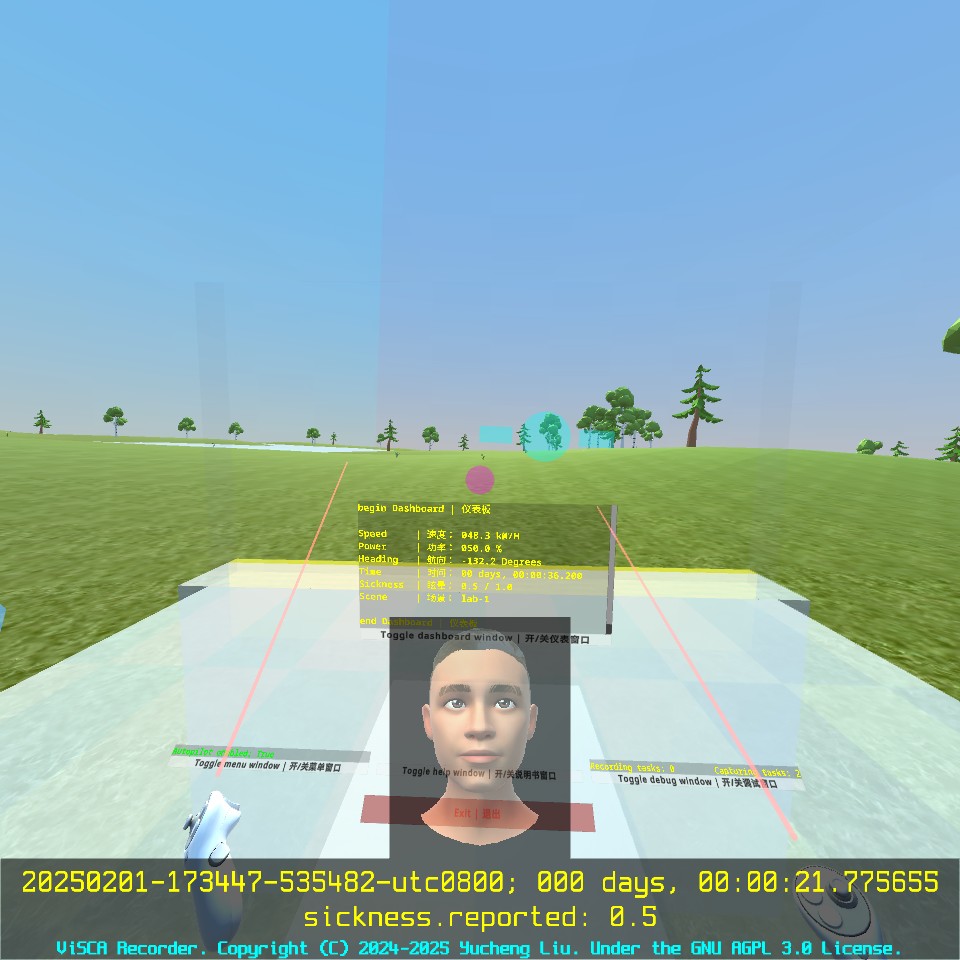 begin Dashboard | 仪表板
Speed | 速度: 048.3 kM/H
Power | 功率: 050.0 %
Heading | 航向: -132.2 Degrees
Time | 时间: 00 days, 00:00:36.200
Sickness | 眩晕: 0.5 / 1.0
Scene | 场景: lab-1
end Dashboard | 仪表板
Toggle dashboard window | 开/关仪表窗口
Autopilot enabled: True
Toggle menu window | 开/关菜单窗口
Toggle help window | 开/关说明书窗口
Recording tasks: 0 Capturing tasks: 2
Toggle debug window | 开/关调试窗口
Exit | 退出
20250201-173447-535482-utc0800; 000 days, 00:00:21.775655
sickness.reported: 0.5
ViSCA Recorder. Copyright (C) 2024-2025 Yucheng Liu. Under the GNU AGPL 3.0 License.